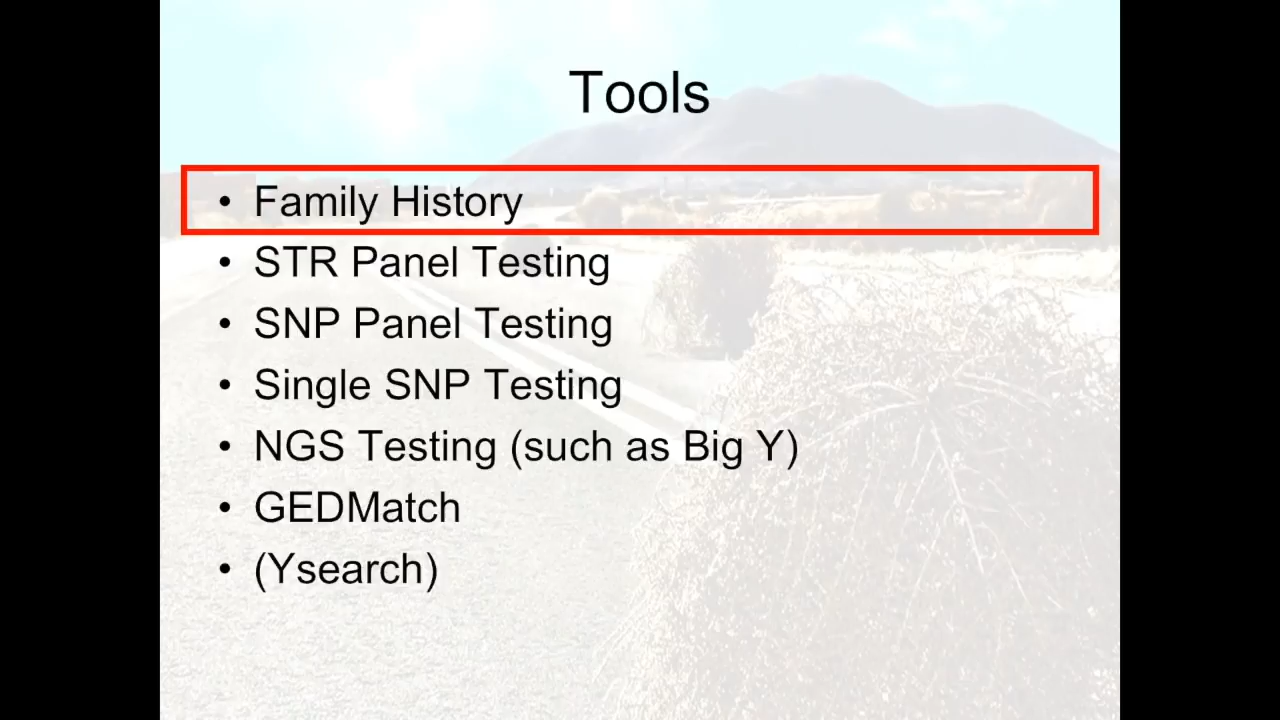 Tools
• Family History
• STR Panel Testing
• SNP Panel Testing
• Single SNP Testing
• NGS Testing (such as Big Y)
• GEDMatch
• (Ysearch)